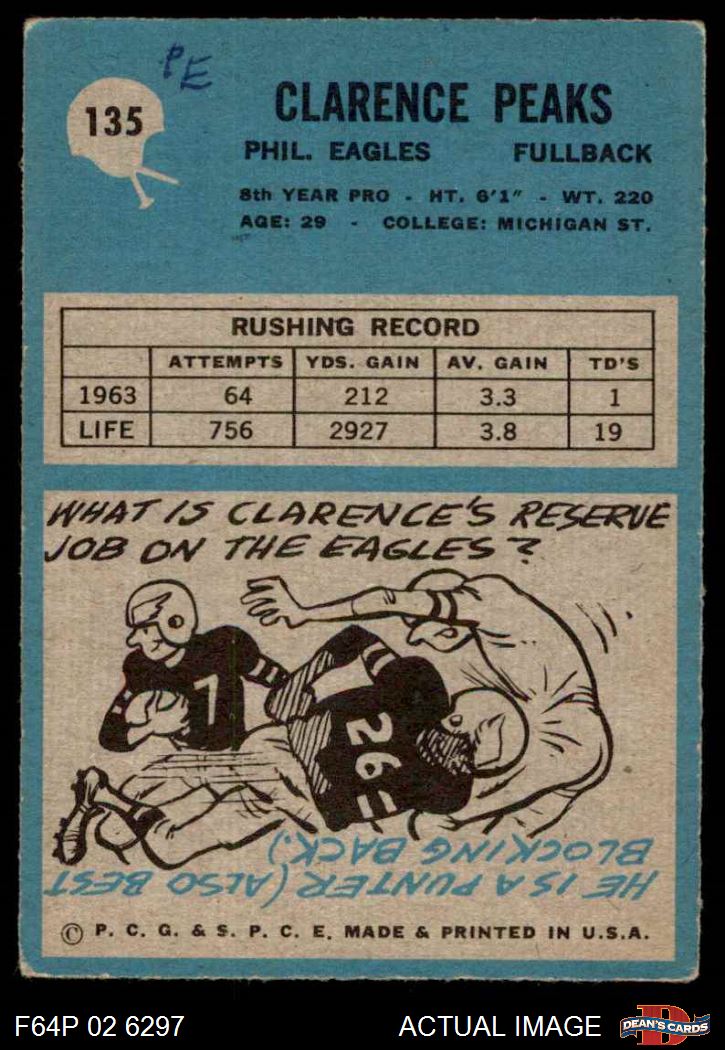 PE
135
CLARENCE PEAKS
PHIL. EAGLES FULLBACK
8th YEAR PRO - HT. 6'1" - WT. 220
AGE: 29 - COLLEGE: MICHIGAN ST.
RUSHING RECORD
ATTEMPTS YDS. GAIN AV. GAIN TD'S
1963 64 212 3.3 1
LIFE 756 2927 3.8 19
WHAT IS CLARENCE'S RESERVE
JOB ON THE EAGLES?
7
26
HE IS A PUNTER (ALSO BEST
BLOCKING BACK.)
© P. C. G. & S. P. C. E. MADE & PRINTED IN U.S.A.
F64P 02 6297 ACTUAL IMAGE
D
DEAN'S CARDS